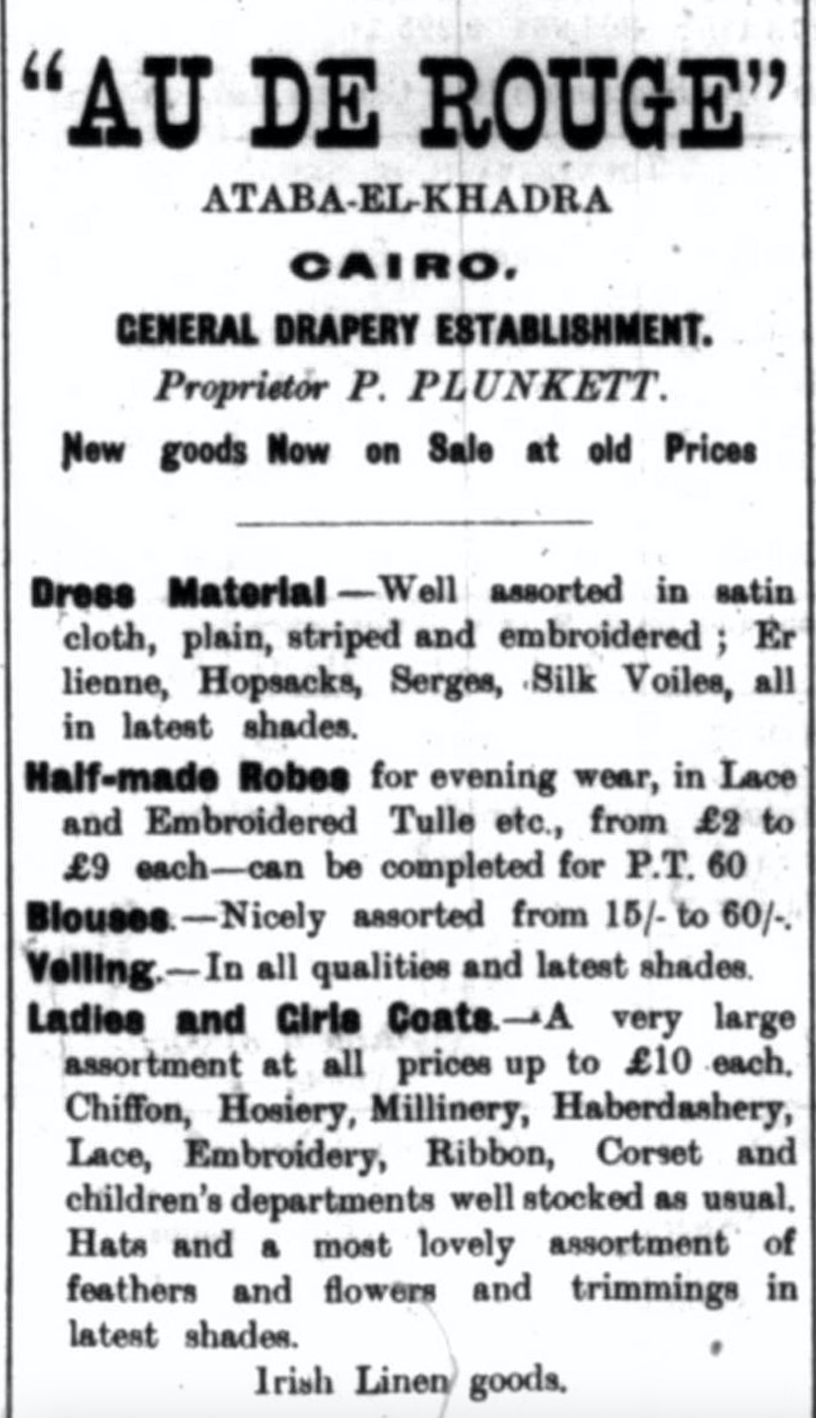 “AU DE ROUGE”
ATABA-EL-KHADRA
CAIRO.
GENERAL DRAPERY ESTABLISHMENT.
Proprietor P. PLUNKETT.
New goods Now on Sale at old Prices
Dress Material—Well assorted in satin
cloth, plain, striped and embroidered ; Er
lienne, Hopsacks, Serges, Silk Voiles, all
in latest shades.
Half-made Robes for evening wear, in Lace
and Embroidered Tulle etc., from £2 to
£9 each—can be completed for P.T. 60
Blouses.—Nicely assorted from 15/- to 60/-.
Veiling.—In all qualities and latest shades.
Ladies and Girls Coats.—A very large
assortment at all prices up to £10 each.
Chiffon, Hosiery, Millinery, Haberdashery,
Lace, Embroidery, Ribbon, Corset and
children’s departments well stocked as usual.
Hats and a most lovely assortment of
feathers and flowers and trimmings in
latest shades.
Irish Linen goods.